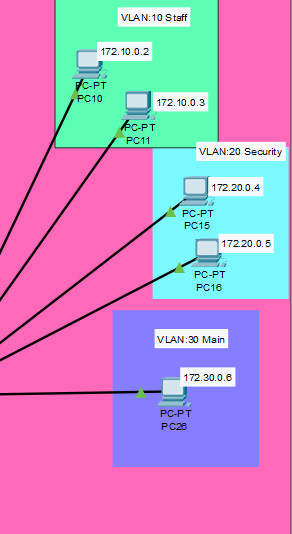 VLAN:10 Staff
172.10.0.2
PC-PT
PC10
172.10.0.3
PC-PT
PC11
VLAN:20 Security
172.20.0.4
PC-PT
PC15
172.20.0.5
PC-PT
PC16
VLAN:30 Main
172.30.0.6
PC-PT
PC26